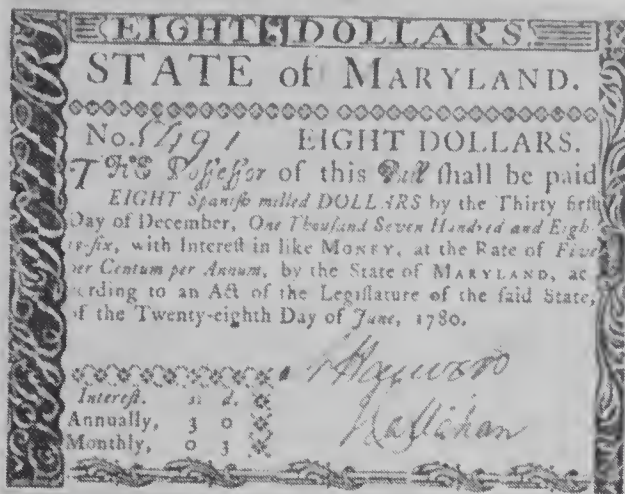 EIGHT DOLLARS.
STATE of MARYLAND.
No. 5491 EIGHT DOLLARS.
THE Poſſeſſor of this Bill ſhall be paid
EIGHT Spaniſh milled DOLLARS by the Thirty firſt
Day of December, One Thouſand Seven Hundred and Eigh-
ty-ſix, with Intereſt in like MONEY, at the Rate of Five
per Centum per Annum, by the State of MARYLAND, ac-
cording to an Act of the Legiſlature of the ſaid State,
of the Twenty-eighth Day of June, 1780.
Intereſt. d.
Annually, 3 0
Monthly, 0 3